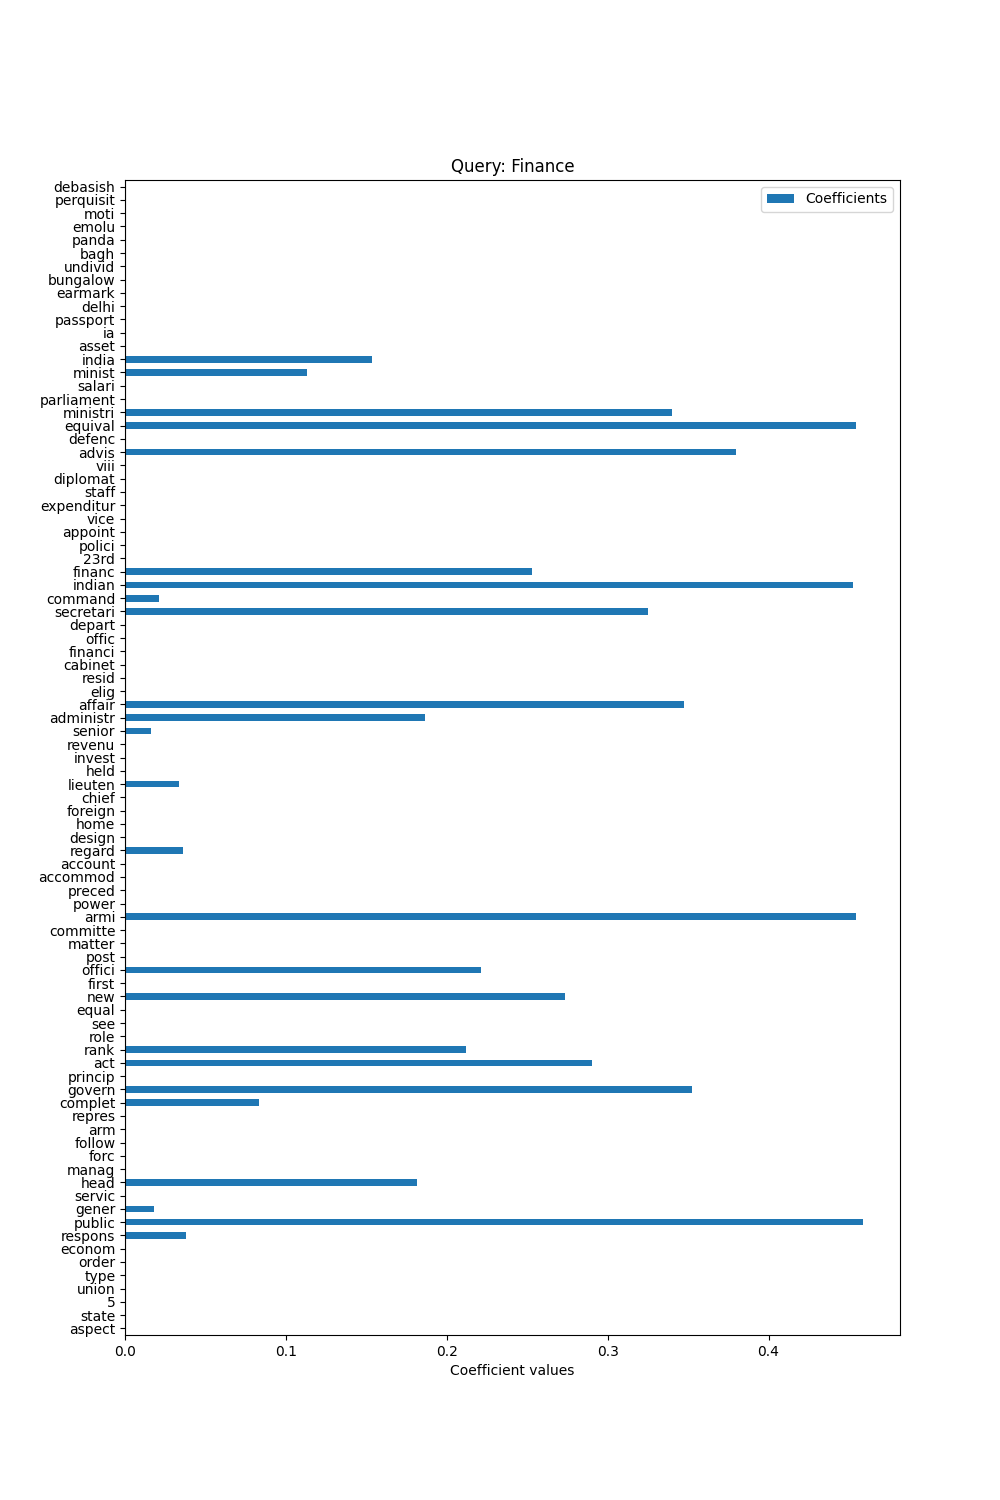 Query: Finance
Coefficients
debasish
perquisit
moti
emolu
panda
bagh
undivid
bungalow
earmark
delhi
passport
ia
asset
india
minist
salari
parliament
ministri
equival
defenc
advis
viii
diplomat
staff
expenditur
vice
appoint
polici
23rd
financ
indian
command
secretari
depart
offic
financi
cabinet
resid
elig
affair
administr
senior
revenu
invest
held
lieuten
chief
foreign
home
design
regard
account
accommod
preced
power
armi
committe
matter
post
offici
first
new
equal
see
role
rank
act
princip
govern
complet
repres
arm
follow
forc
manag
head
servic
gener
public
respons
econom
order
type
union
5
state
aspect
0.0 0.1 0.2 0.3 0.4
Coefficient values